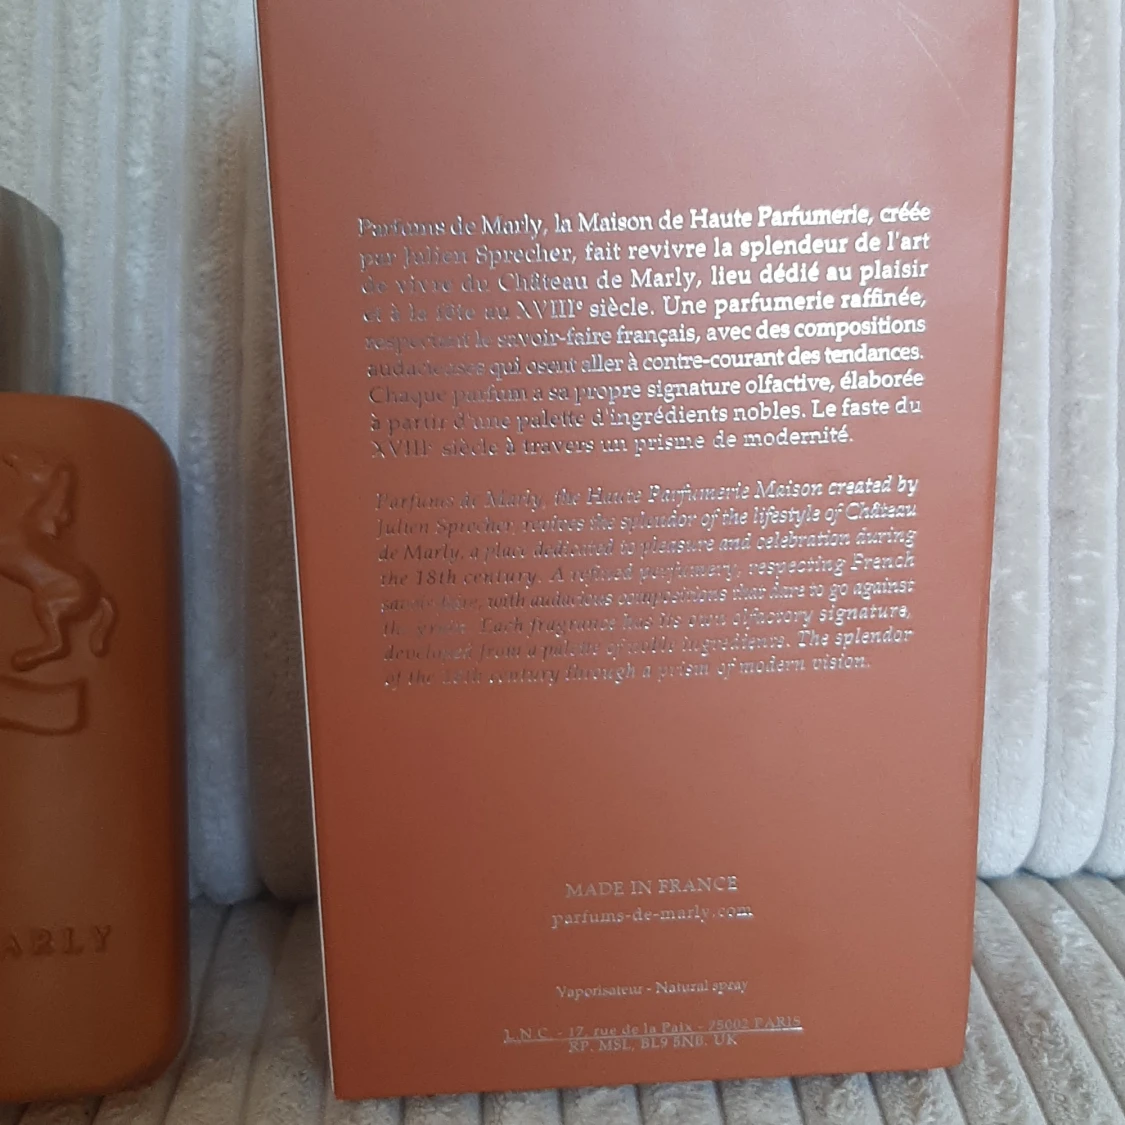 Parfums de Marly, la Maison de Haute Parfumerie, créée
par Julien Sprecher, fait revivre la splendeur de l'art
de vivre du Château de Marly, lieu dédié au plaisir
et à la fête au XVIIIe siècle. Une parfumerie raffinée,
respectant le savoir-faire français, avec des compositions
audacieuses qui osent aller à contre-courant des tendances.
Chaque parfum a sa propre signature olfactive, élaborée
à partir d'une palette d'ingrédients nobles. Le faste du
XVIIIe siècle à travers un prisme de modernité.
Parfums de Marly, the Haute Parfumerie Maison created by
Julien Sprecher, revives the splendor of the lifestyle of Château
de Marly, a place dedicated to pleasure and celebration during
the 18th century. A refined perfumery, respecting French
savoir-faire, with audacious compositions that dare to go against
the grain. Each fragrance has its own olfactory signature,
developed from a palette of noble ingredients. The splendor
of the 18th century through a prism of modern vision.
MADE IN FRANCE
parfums-de-marly.com
Vaporisateur - Natural spray
L.N.C. - 17, rue de la Paix - 75002 PARIS
RP. MSL, BL9 5NB. UK
ARLY